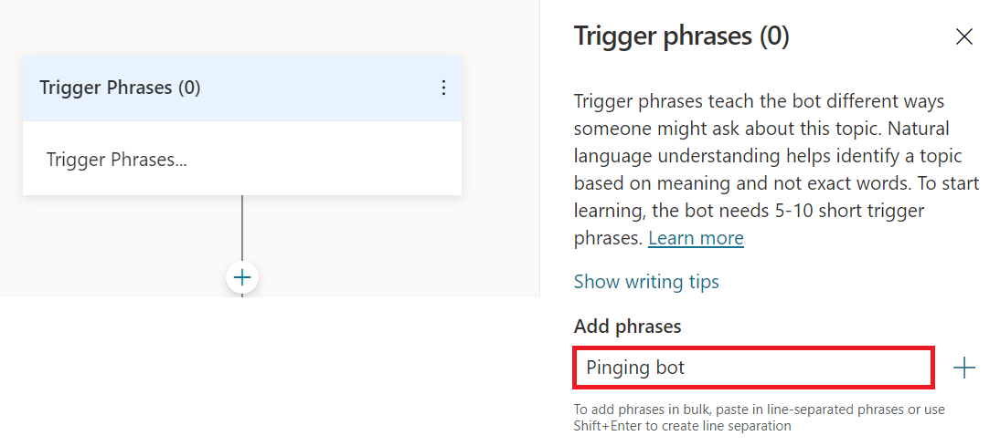 Trigger Phrases (0)
Trigger Phrases...
Trigger phrases (0)
Trigger phrases teach the bot different ways
someone might ask about this topic. Natural
language understanding helps identify a topic
based on meaning and not exact words. To start
learning, the bot needs 5-10 short trigger
phrases. Learn more
Show writing tips
Add phrases
Pinging bot
To add phrases in bulk, paste in line-separated phrases or use
Shift+Enter to create line separation